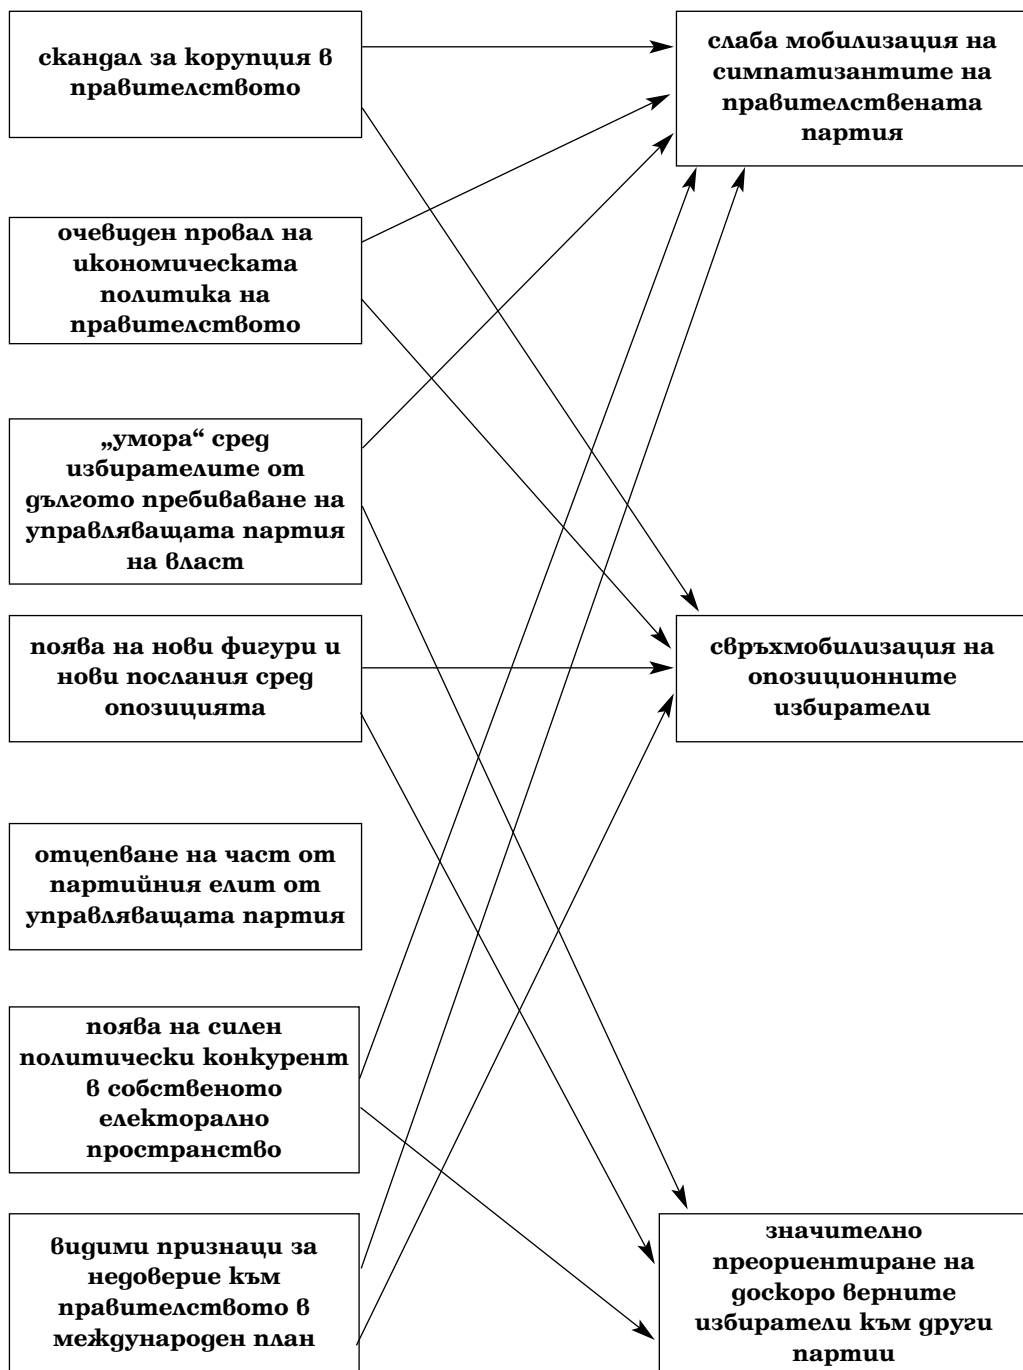 скандал за корупция в
правителството
слаба мобилизация на
симпатизантите на
правителствената
партия
очевиден провал на
икономическата
политика на
правителството
„умора“ сред
избирателите от
дългото пребиваване на
управляващата партия
на власт
поява на нови фигури и
нови послания сред
опозицията
свръхмобилизация на
опозиционните
избиратели
отцепване на част от
партийния елит от
управляващата партия
поява на силен
политически конкурент
в собственото
електорално
пространство
видими признаци за
недоверие към
правителството в
международен план
значително
преориентиране на
доскоро верните
избиратели към други
партии